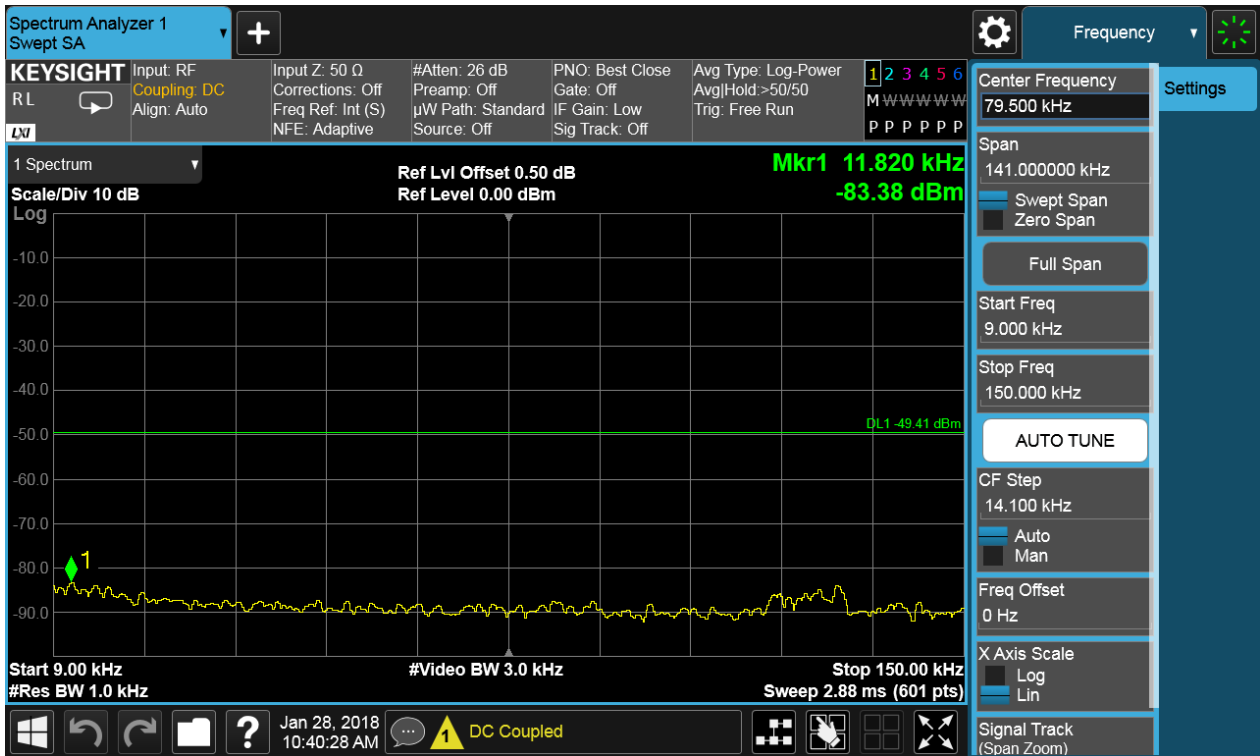 Spectrum Analyzer 1
Swept SA
+
Frequency
KEYSIGHT
RL
LXI
Input: RF
Coupling: DC
Align: Auto
Input Z: 50 Ω
Corrections: Off
Freq Ref: Int (S)
NFE: Adaptive
#Atten: 26 dB
Preamp: Off
µW Path: Standard
Source: Off
PNO: Best Close
Gate: Off
IF Gain: Low
Sig Track: Off
Avg Type: Log-Power
Avg|Hold:>50/50
Trig: Free Run
1 2 3 4 5 6
M W W W W W
P P P P P P
1 Spectrum
Scale/Div 10 dB
Log
Ref Lvl Offset 0.50 dB
Ref Level 0.00 dBm
Mkr1 11.820 kHz
-83.38 dBm
-10.0
-20.0
-30.0
-40.0
-50.0
-60.0
-70.0
-80.0
-90.0
DL1 -49.41 dBm
1
Start 9.00 kHz
#Res BW 1.0 kHz
#Video BW 3.0 kHz
Stop 150.00 kHz
Sweep 2.88 ms (601 pts)
Center Frequency
79.500 kHz
Span
141.000000 kHz
Swept Span
Zero Span
Full Span
Start Freq
9.000 kHz
Stop Freq
150.000 kHz
AUTO TUNE
CF Step
14.100 kHz
Auto
Man
Freq Offset
0 Hz
X Axis Scale
Log
Lin
Signal Track
(Span Zoom)
Settings
?
Jan 28, 2018
10:40:28 AM
1
DC Coupled